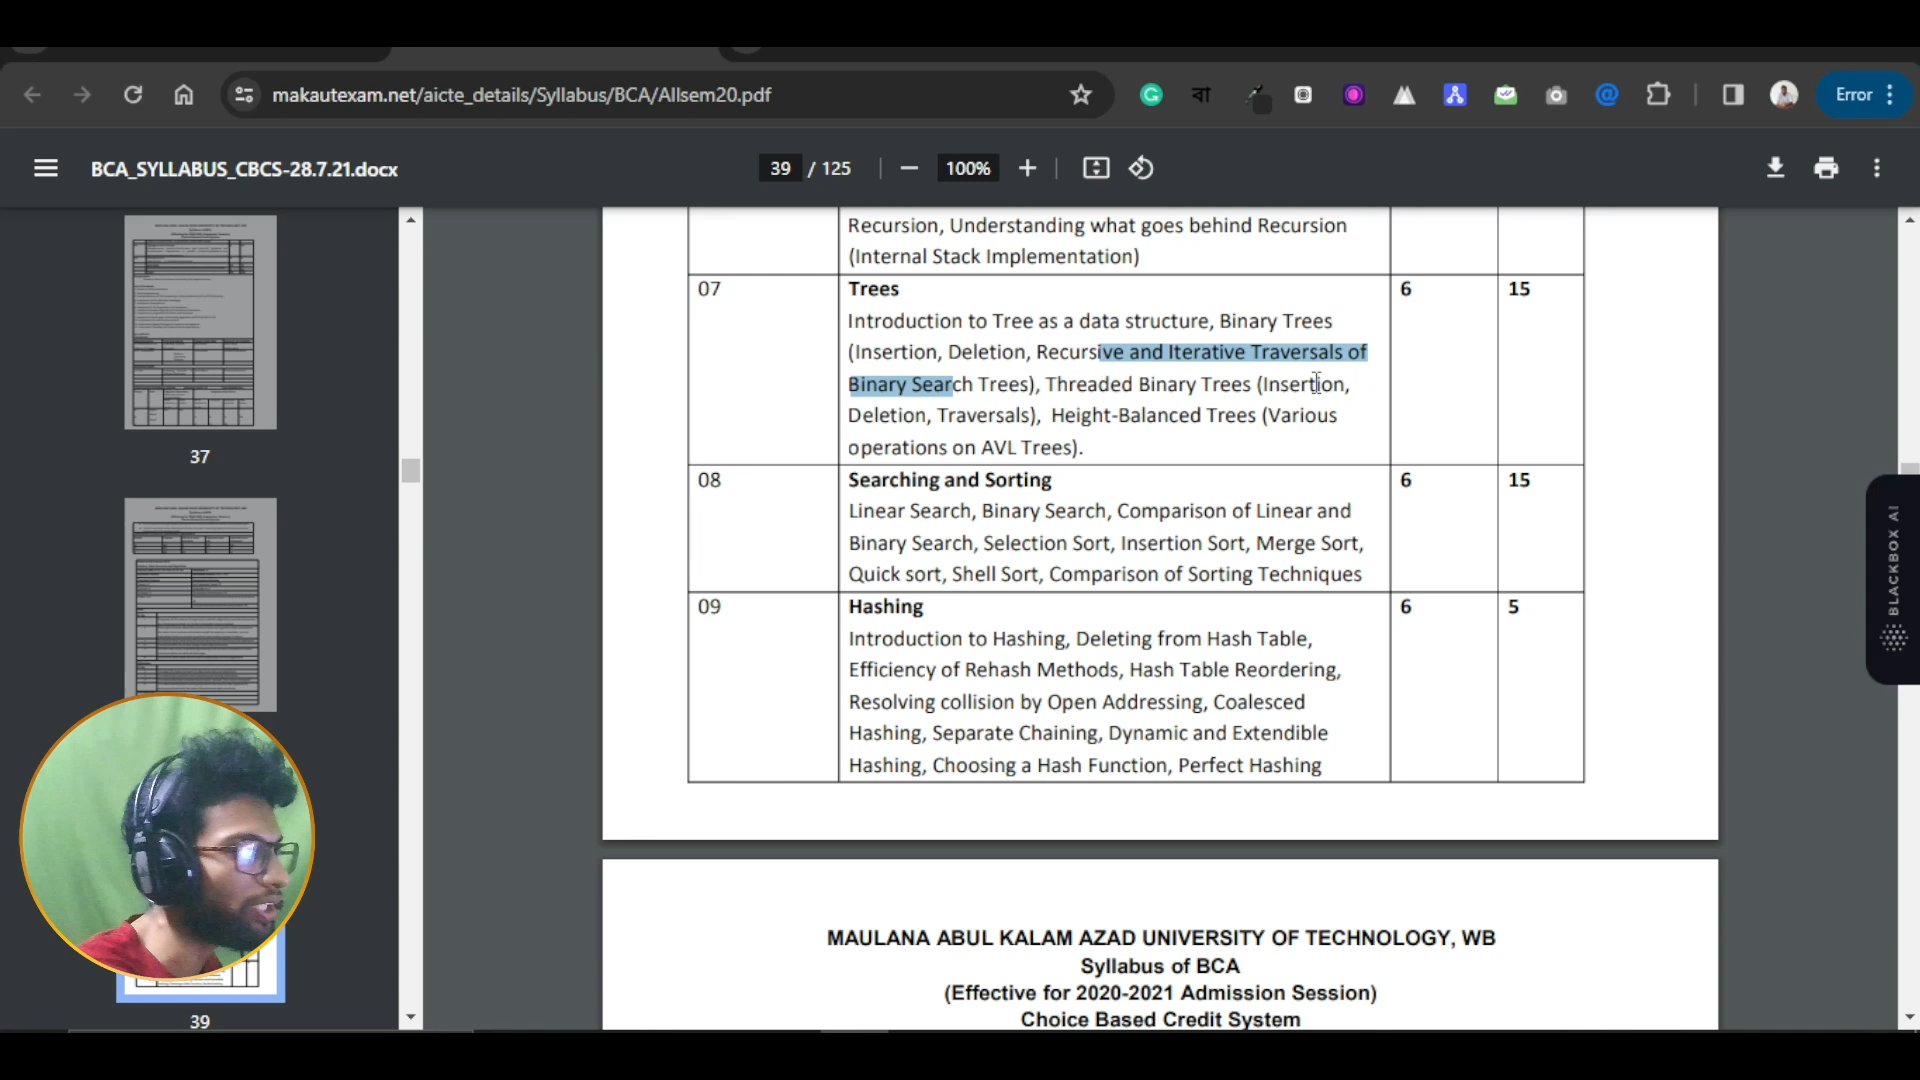 makautexam.net/aicte_details/Syllabus/BCA/Allsem20.pdf
বা
Error
BCA_SYLLABUS_CBCS-28.7.21.docx
39 / 125
100%
37
39
Recursion, Understanding what goes behind Recursion
(Internal Stack Implementation)
07 Trees 6 15
Introduction to Tree as a data structure, Binary Trees
(Insertion, Deletion, Recursive and Iterative Traversals of
Binary Search Trees), Threaded Binary Trees (Insertion,
Deletion, Traversals), Height-Balanced Trees (Various
operations on AVL Trees).
08 Searching and Sorting 6 15
Linear Search, Binary Search, Comparison of Linear and
Binary Search, Selection Sort, Insertion Sort, Merge Sort,
Quick sort, Shell Sort, Comparison of Sorting Techniques
09 Hashing 6 5
Introduction to Hashing, Deleting from Hash Table,
Efficiency of Rehash Methods, Hash Table Reordering,
Resolving collision by Open Addressing, Coalesced
Hashing, Separate Chaining, Dynamic and Extendible
Hashing, Choosing a Hash Function, Perfect Hashing
MAULANA ABUL KALAM AZAD UNIVERSITY OF TECHNOLOGY, WB
Syllabus of BCA
(Effective for 2020-2021 Admission Session)
Choice Based Credit System
BLACKBOX AI